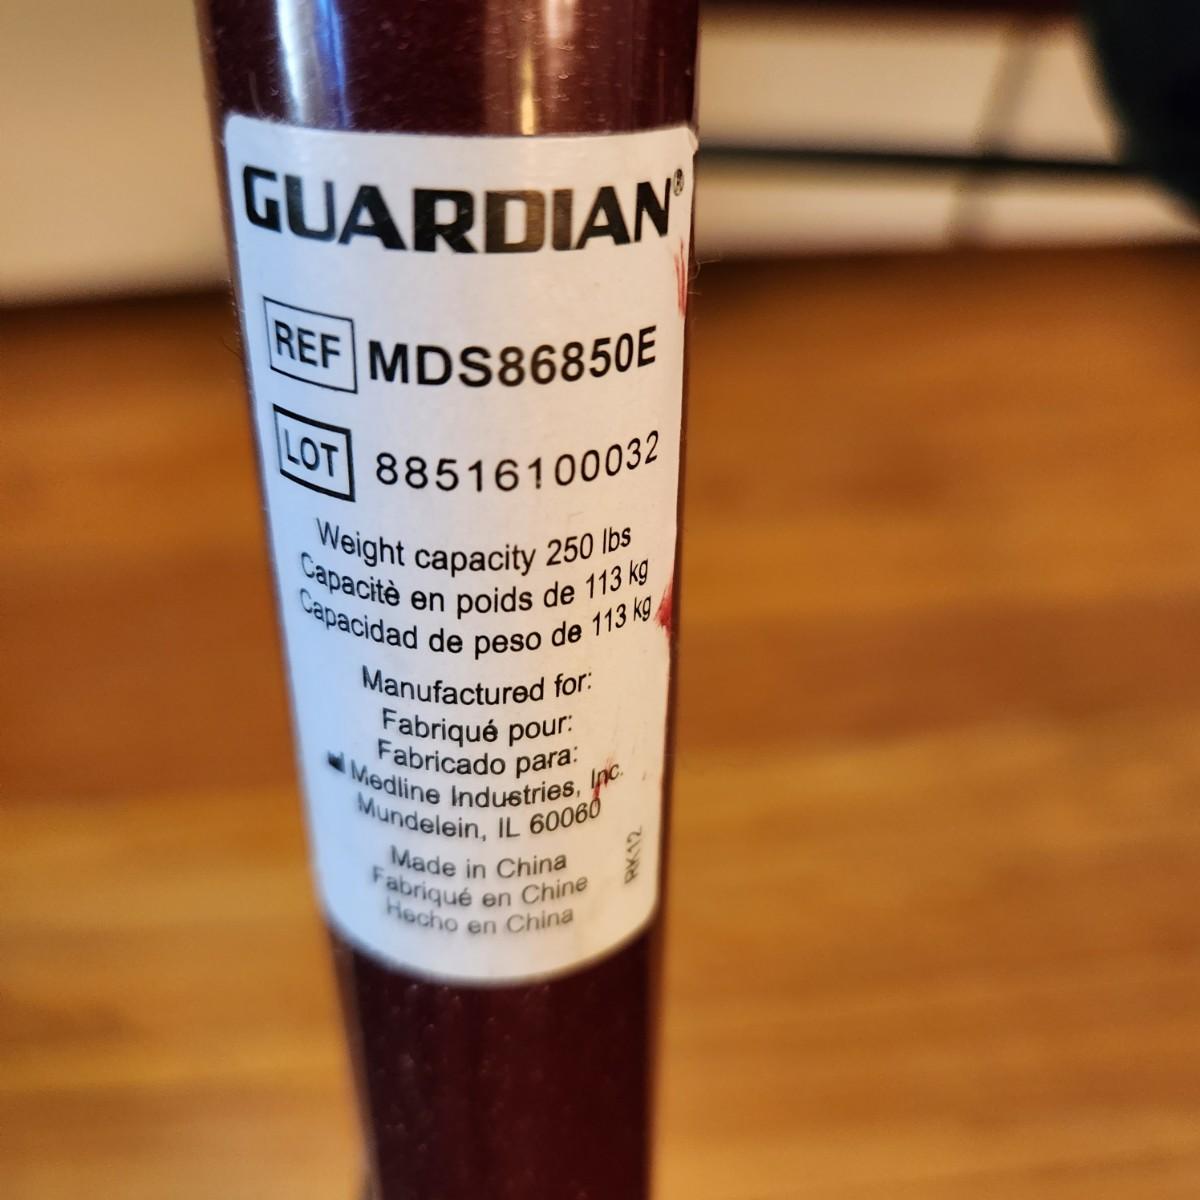 GUARDIAN®
REF MDS86850E
LOT 88516100032
Weight capacity 250 lbs
Capacitè en poids de 113 kg
Capacidad de peso de 113 kg
Manufactured for:
Fabriqué pour:
Fabricado para:
Medline Industries, Inc.
Mundelein, IL 60060
Made in China
Fabriqué en Chine
Hecho en China
RK12